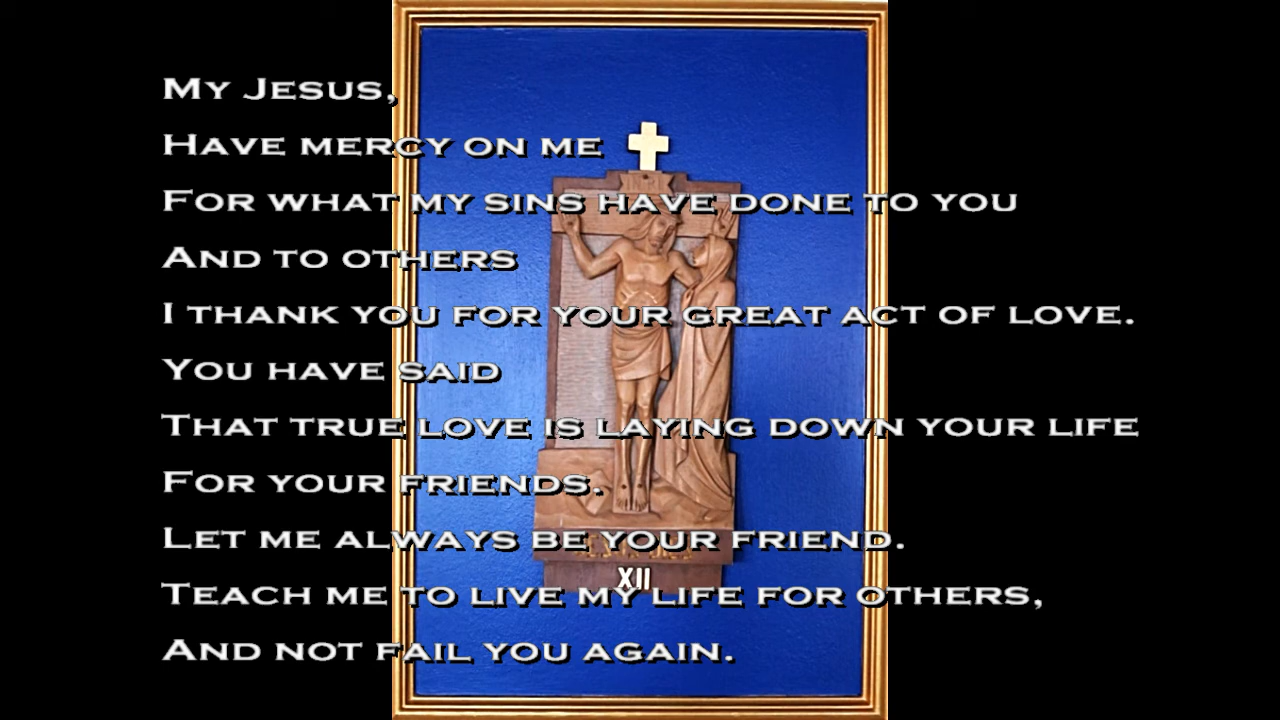 My Jesus,
Have mercy on me
For what my sins have done to you
And to others
I thank you for your great act of love.
You have said
That true love is laying down your life
For your friends.
Let me always be your friend.
XII
Teach me to live my life for others,
And not fail you again.